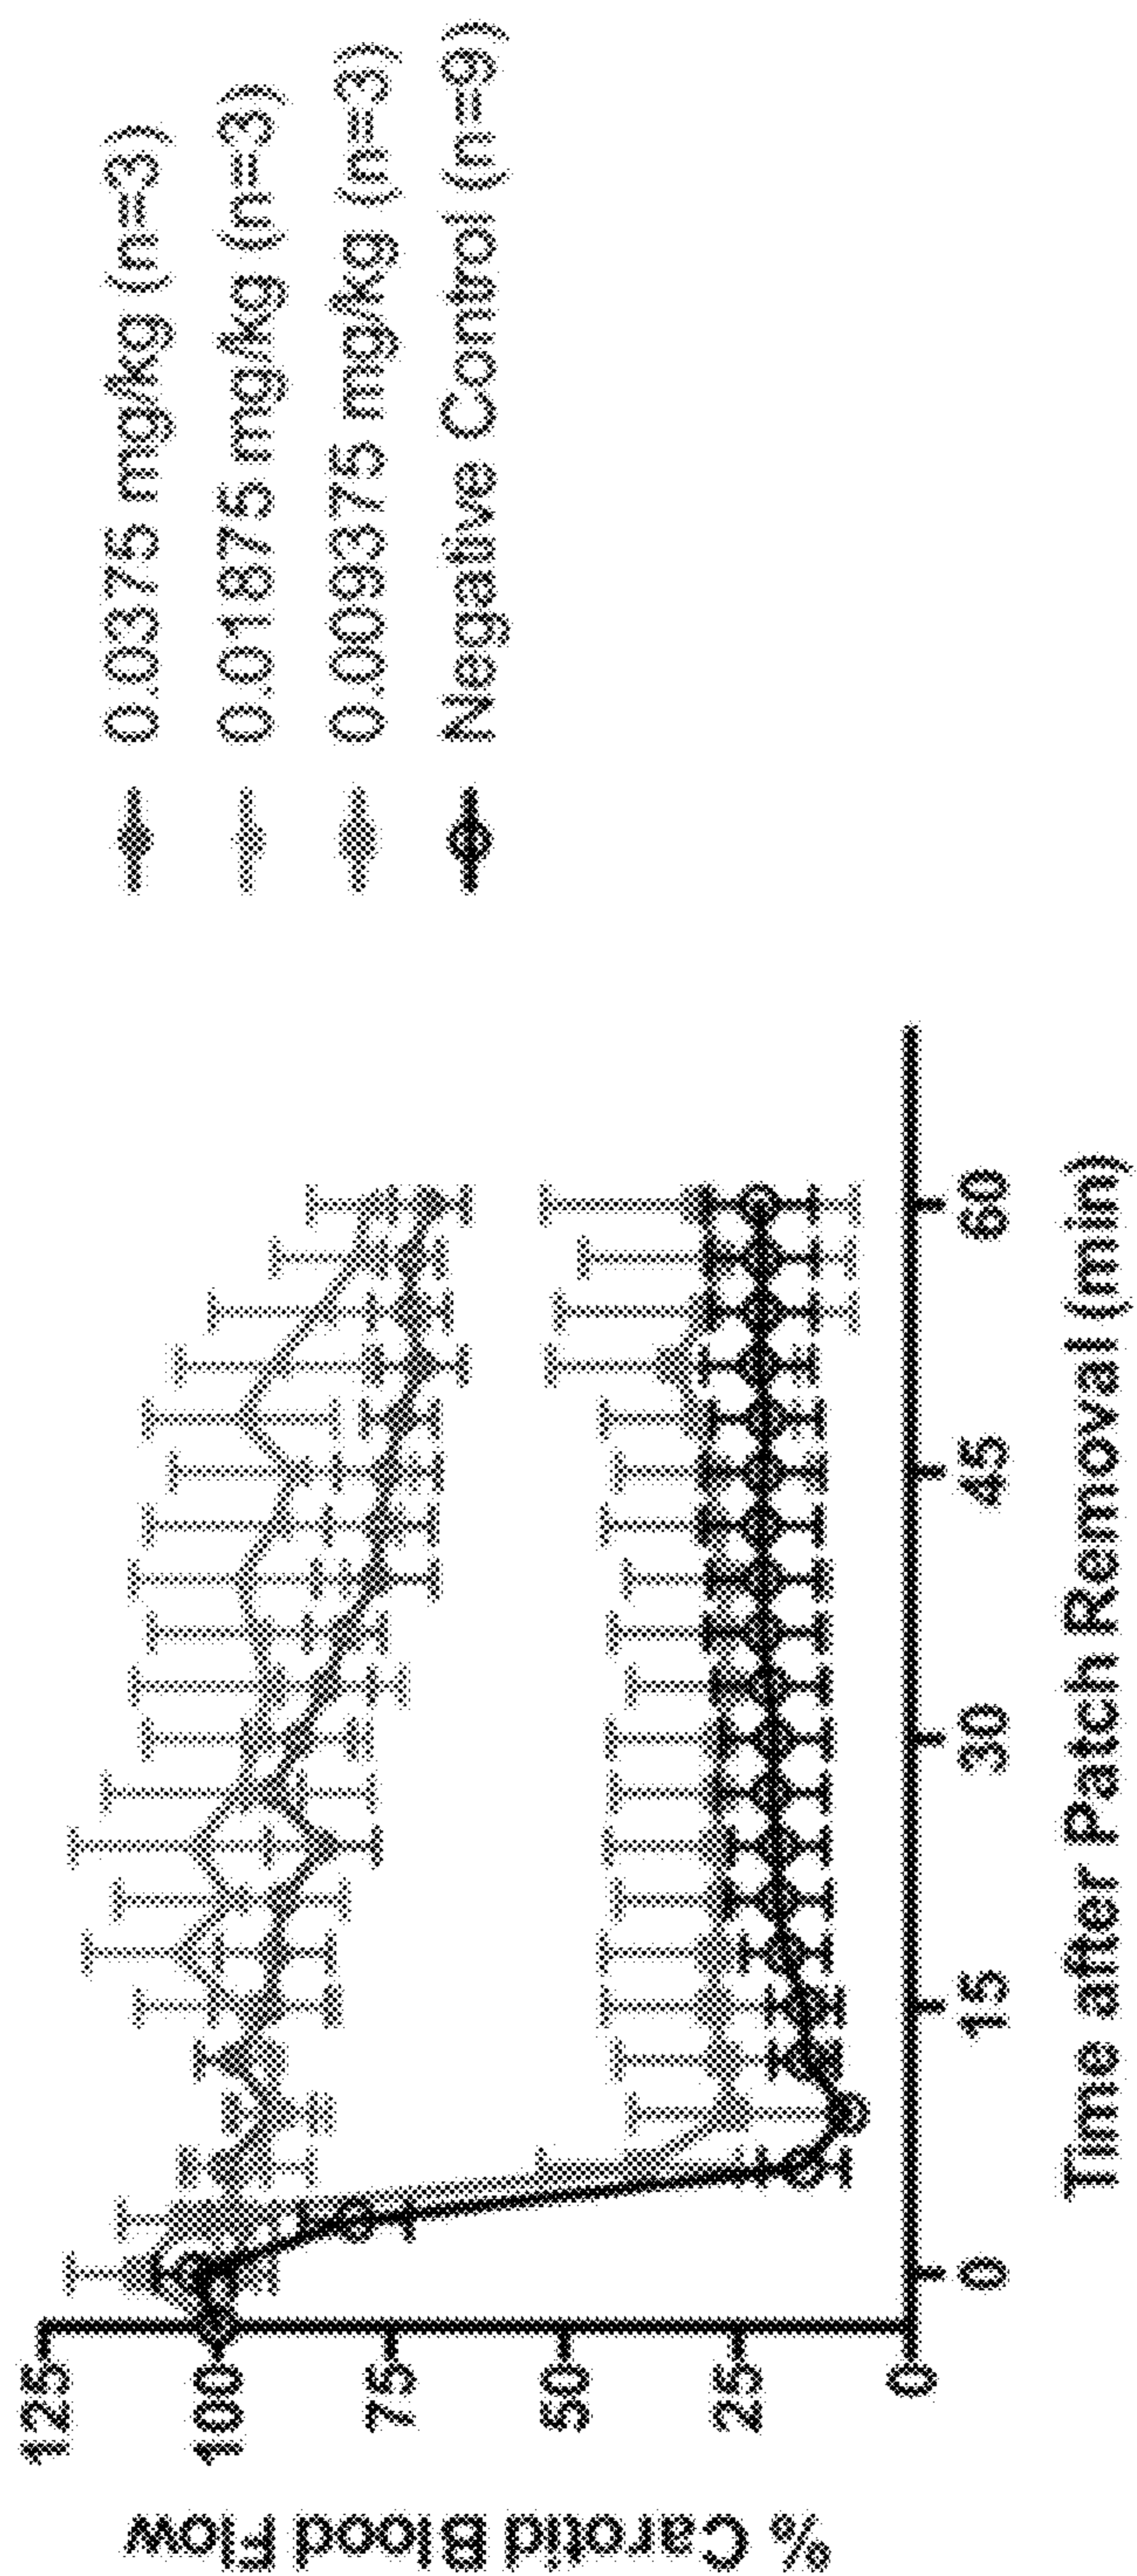 % Carotid Blood Flow
125
100
75
50
25
0
0
15
30
45
60
Time after Patch Removal (min)
0.0375 mg/kg (n=3)
0.01875 mg/kg (n=3)
0.009375 mg/kg (n=3)
Negative Control (n=9)